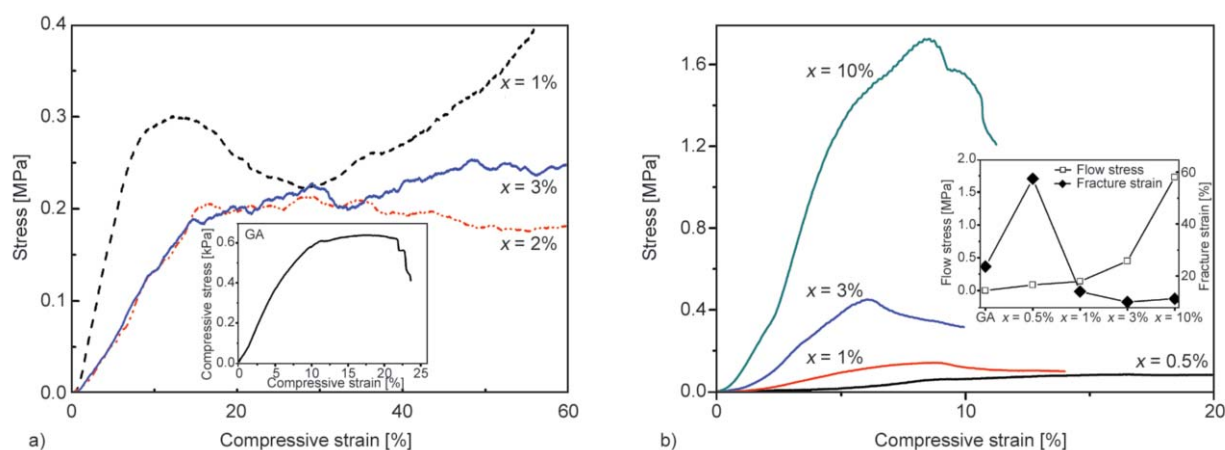 0.4
0.3
0.2
0.1
0.0
Stress [MPa]
x = 1%
x = 3%
x = 2%
GA
0.6
0.4
0.2
0.0
Compressive stress [kPa]
0 5 10 15 20 25
Compressive strain [%]
0 20 40 60
Compressive strain [%]
a)
1.6
1.2
0.8
0.4
0.0
Stress [MPa]
x = 10%
x = 3%
x = 1%
x = 0.5%
2.0
1.5
1.0
0.5
0.0
Flow stress [MPa]
Flow stress
Fracture strain
60
40
20
Fracture strain [%]
GA x = 0.5% x = 1% x = 3% x = 10%
0 10 20
Compressive strain [%]
b)